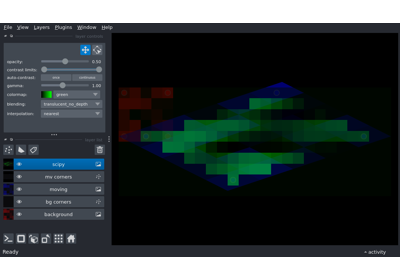 File View Layers Plugins Window Help
opacity: 0.50
contrast limits:
auto-contrast: once continuous
gamma: 1.00
colormap: green
blending: translucent_no_depth
interpolation: nearest
scipy
mv corners
moving
bg corners
background
Ready activity